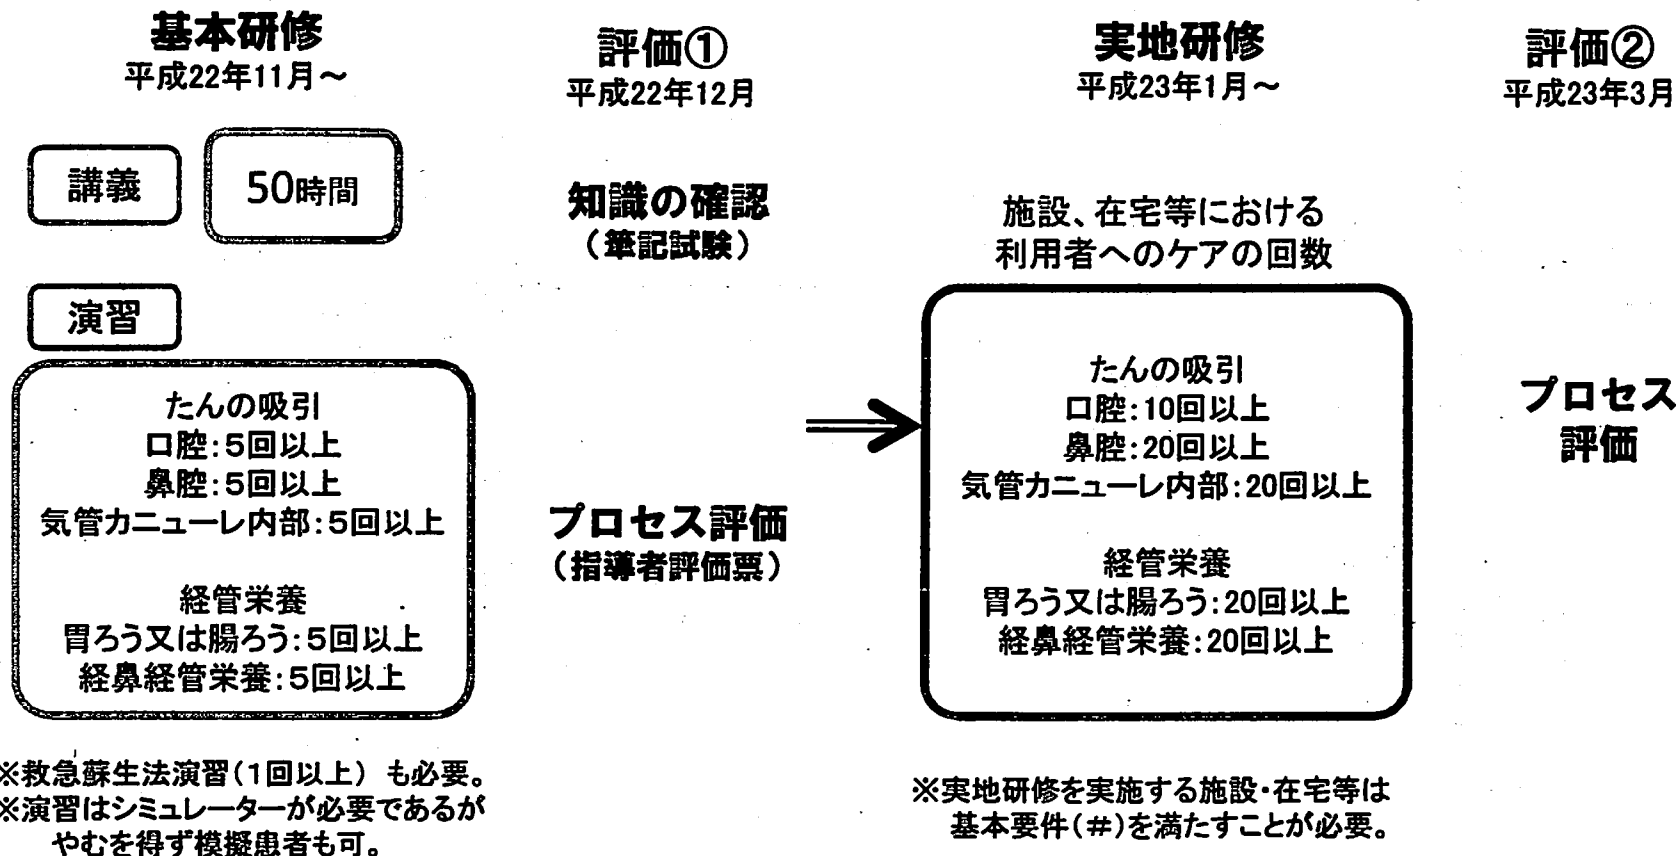 基本研修
平成22年11月～
講義
50時間
演習
たんの吸引
口腔:5回以上
鼻腔:5回以上
気管カニューレ内部:5回以上
経管栄養
胃ろう又は腸ろう:5回以上
経鼻経管栄養:5回以上
※救急蘇生法演習(1回以上) も必要。
※演習はシミュレーターが必要であるが
やむを得ず模擬患者も可。
評価①
平成22年12月
知識の確認
(筆記試験)
プロセス評価
(指導者評価票)
実地研修
平成23年1月～
施設、在宅等における
利用者へのケアの回数
たんの吸引
口腔:10回以上
鼻腔:20回以上
気管カニューレ内部:20回以上
経管栄養
胃ろう又は腸ろう:20回以上
経鼻経管栄養:20回以上
※実地研修を実施する施設・在宅等は
基本要件(#)を満たすことが必要。
評価②
平成23年3月
プロセス
評価